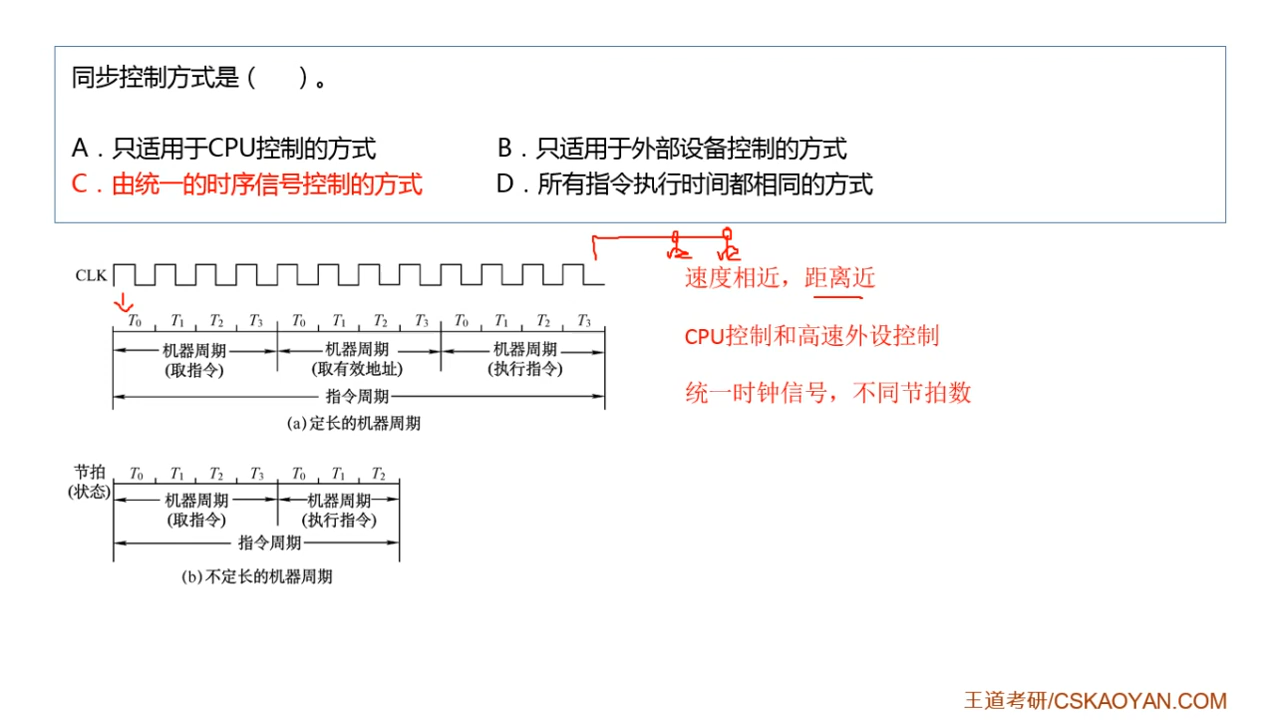 同步控制方式是（　　）。
A．只适用于CPU控制的方式　B．只适用于外部设备控制的方式
C．由统一的时序信号控制的方式　D．所有指令执行时间都相同的方式
CLK
T0 T1 T2 T3 T0 T1 T2 T3 T0 T1 T2 T3
机器周期 机器周期 机器周期
(取指令) (取有效地址) (执行指令)
指令周期
(a)定长的机器周期
速度相近，距离近
CPU控制和高速外设控制
统一时钟信号，不同节拍数
节拍 T0 T1 T2 T3 T0 T1 T2
(状态)
机器周期 机器周期
(取指令) (执行指令)
指令周期
(b)不定长的机器周期
王道考研/CSKAOYAN.COM